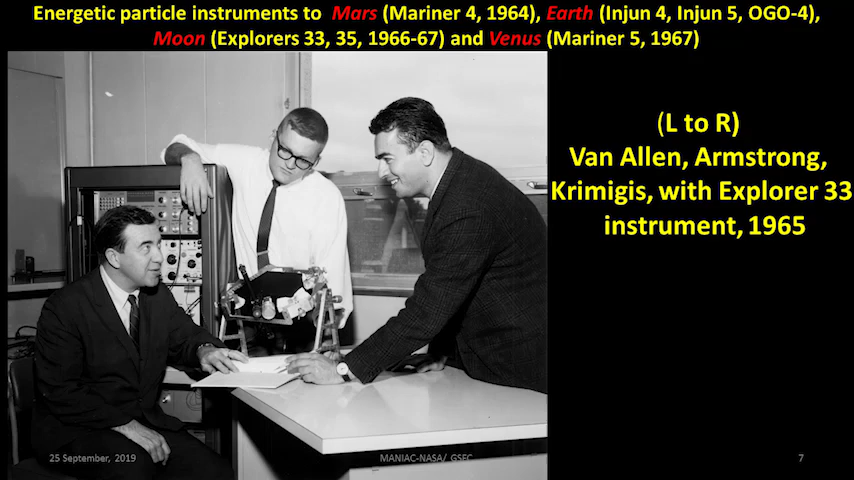 Energetic particle instruments to Mars (Mariner 4, 1964), Earth (Injun 4, Injun 5, OGO-4),
Moon (Explorers 33, 35, 1966-67) and Venus (Mariner 5, 1967)
(L to R)
Van Allen, Armstrong,
Krimigis, with Explorer 33
instrument, 1965
25 September, 2019
MANIAC-NASA/ GSFC
7